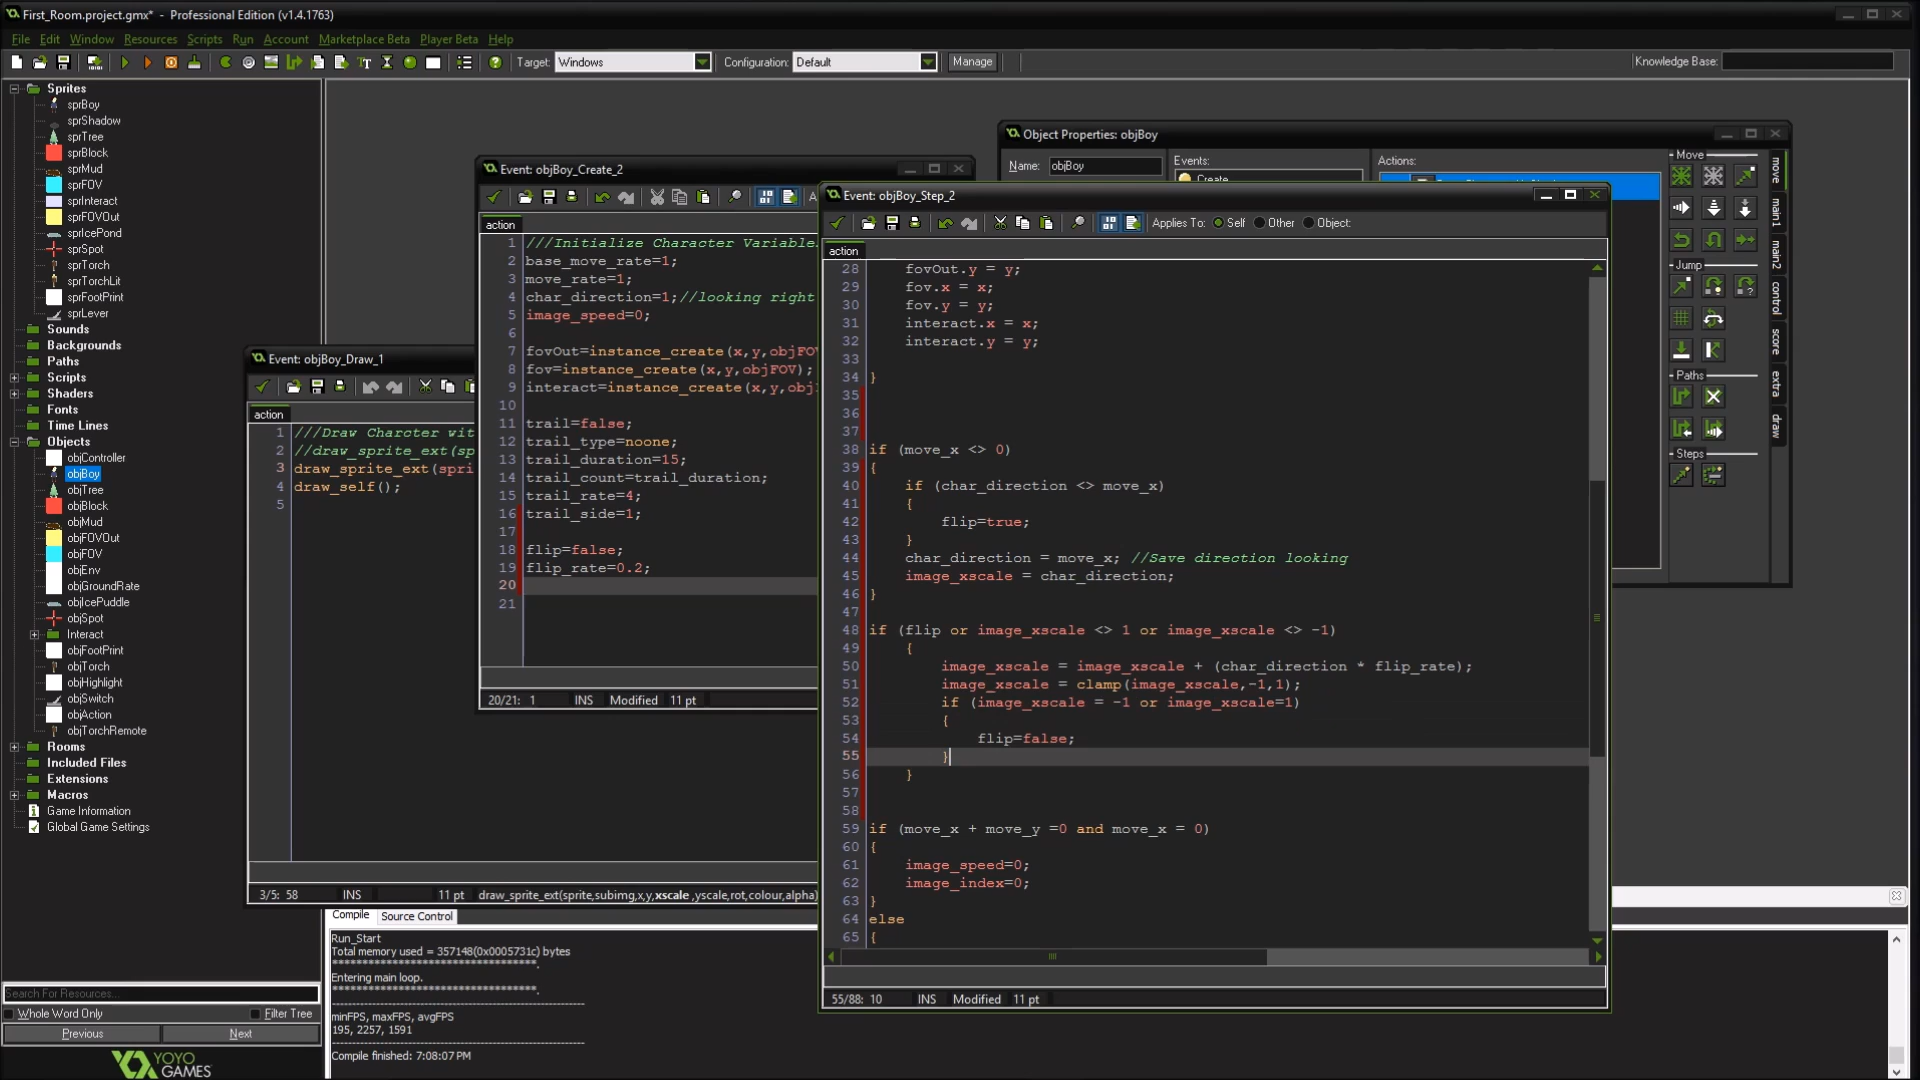 First_Room.project.gmx* - Professional Edition (v1.4.1763)
File Edit Window Resources Scripts Run Account Marketplace Beta Player Beta Help
Target: Windows Configuration: Default Manage Knowledge Base:
Sprites
sprBoy
sprShadow
sprTree
sprBlock
sprMud
sprFOV
sprInteract
sprFOVOut
sprIcePond
sprSpot
sprTorch
sprTorchLit
sprFootPrint
sprLever
Sounds
Backgrounds
Paths
Scripts
Shaders
Fonts
Time Lines
Objects
objController
objBoy
objTree
objBlock
objMud
objFOVOut
objFOV
objEnv
objGroundRate
objIcePuddle
objSpot
Interact
objFootPrint
objTorch
objHighlight
objSwitch
objAction
objTorchRemote
Rooms
Included Files
Extensions
Macros
Game Information
Global Game Settings
Search For Resources...
Whole Word Only Filter Tree
Previous Next
YOYO
GAMES
Event: objBoy_Draw_1
action
1 ///Draw Charcter wit
2 //draw_sprite_ext(sp
3 draw_sprite_ext(spri
4 draw_self();
5
3/5: 58 INS 11 pt draw_sprite_ext(sprite,subimg,x,y,xscale ,yscale,rot,colour,alpha)
Event: objBoy_Create_2
action
1 ///Initialize Character Variable
2 base_move_rate=1;
3 move_rate=1;
4 char_direction=1;//looking right
5 image_speed=0;
6
7 fovOut=instance_create(x,y,objFO
8 fov=instance_create(x,y,objFOV);
9 interact=instance_create(x,y,obj
10
11 trail=false;
12 trail_type=noone;
13 trail_duration=15;
14 trail_count=trail_duration;
15 trail_rate=4;
16 trail_side=1;
17
18 flip=false;
19 flip_rate=0.2;
20
21
20/21: 1 INS Modified 11 pt
Object Properties: objBoy
Name: objBoy Events: Actions:
Create
Move
Jump
Paths
Steps
move
main1
main2
control
score
extra
draw
Event: objBoy_Step_2
Applies To: Self Other Object:
action
28 fovOut.y = y;
29 fov.x = x;
30 fov.y = y;
31 interact.x = x;
32 interact.y = y;
33
34 }
35
36
37
38 if (move_x <> 0)
39 {
40 if (char_direction <> move_x)
41 {
42 flip=true;
43 }
44 char_direction = move_x; //Save direction looking
45 image_xscale = char_direction;
46 }
47
48 if (flip or image_xscale <> 1 or image_xscale <> -1)
49 {
50 image_xscale = image_xscale + (char_direction * flip_rate);
51 image_xscale = clamp(image_xscale,-1,1);
52 if (image_xscale = -1 or image_xscale=1)
53 {
54 flip=false;
55 }
56 }
57
58
59 if (move_x + move_y =0 and move_x = 0)
60 {
61 image_speed=0;
62 image_index=0;
63 }
64 else
65 {
55/88: 10 INS Modified 11 pt
Compile Source Control
Run_Start
Total memory used = 357148(0x0005731c) bytes
**********************************.
Entering main loop.
**********************************.
---------------------------------------------
minFPS, maxFPS, avgFPS
195, 2257, 1591
---------------------------------------------
Compile finished: 7:08:07 PM